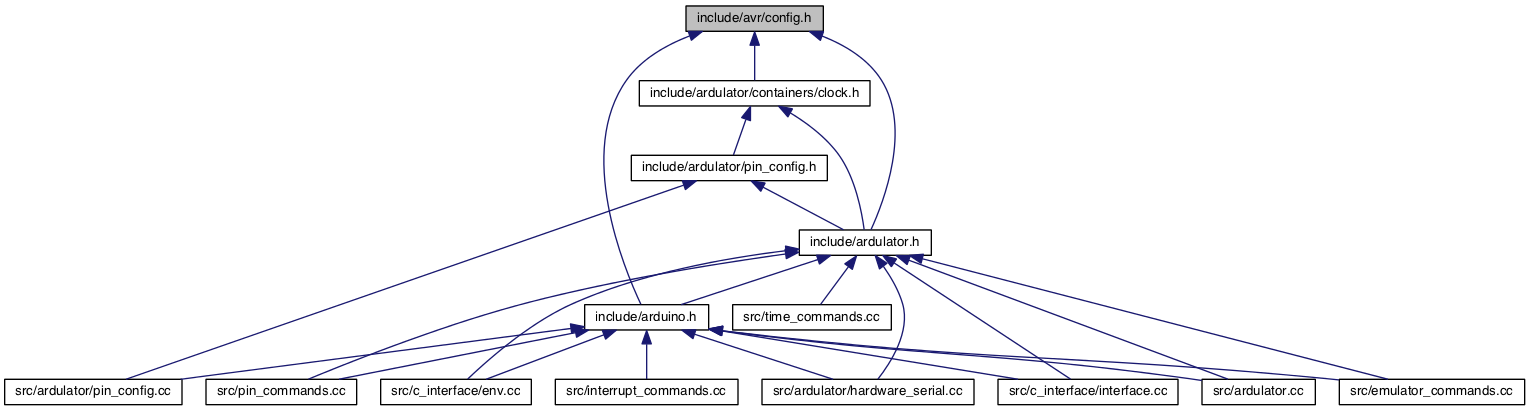 include/avr/config.h
include/ardulator/containers/clock.h
include/ardulator/pin_config.h
include/ardulator.h
include/arduino.h
src/time_commands.cc
src/ardulator/pin_config.cc
src/pin_commands.cc
src/c_interface/env.cc
src/interrupt_commands.cc
src/ardulator/hardware_serial.cc
src/c_interface/interface.cc
src/ardulator.cc
src/emulator_commands.cc